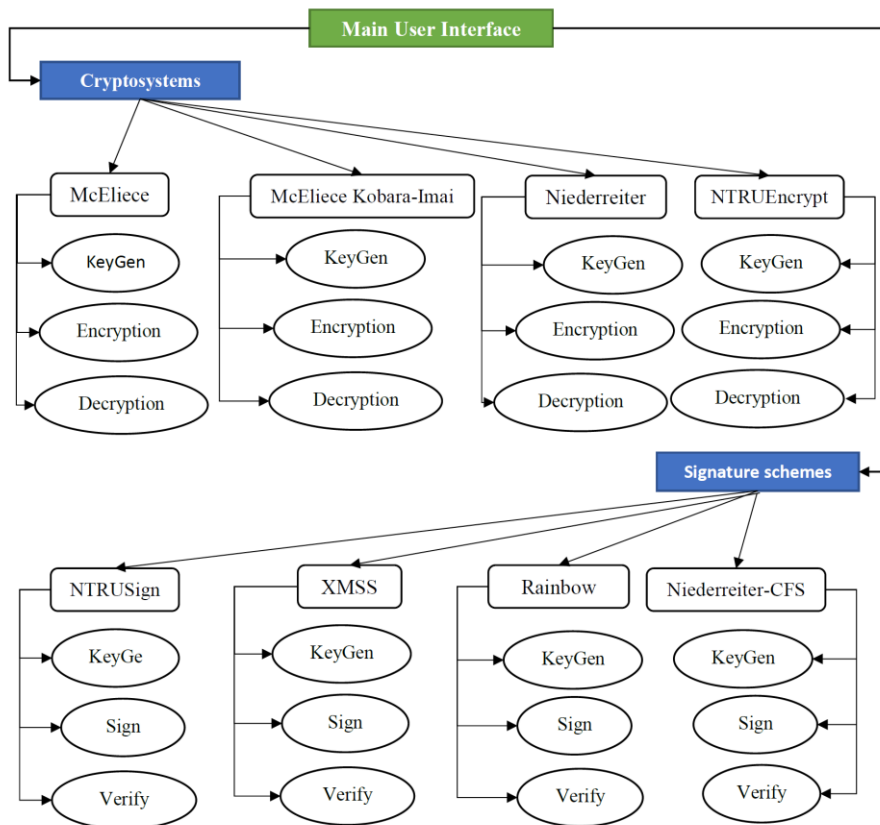 Main User Interface
Cryptosystems
McEliece
McEliece Kobara-Imai
Niederreiter
NTRUEncrypt
KeyGen
KeyGen
KeyGen
KeyGen
Encryption
Encryption
Encryption
Encryption
Decryption
Decryption
Decryption
Decryption
Signature schemes
NTRUSign
XMSS
Rainbow
Niederreiter-CFS
KeyGe
KeyGen
KeyGen
KeyGen
Sign
Sign
Sign
Sign
Verify
Verify
Verify
Verify